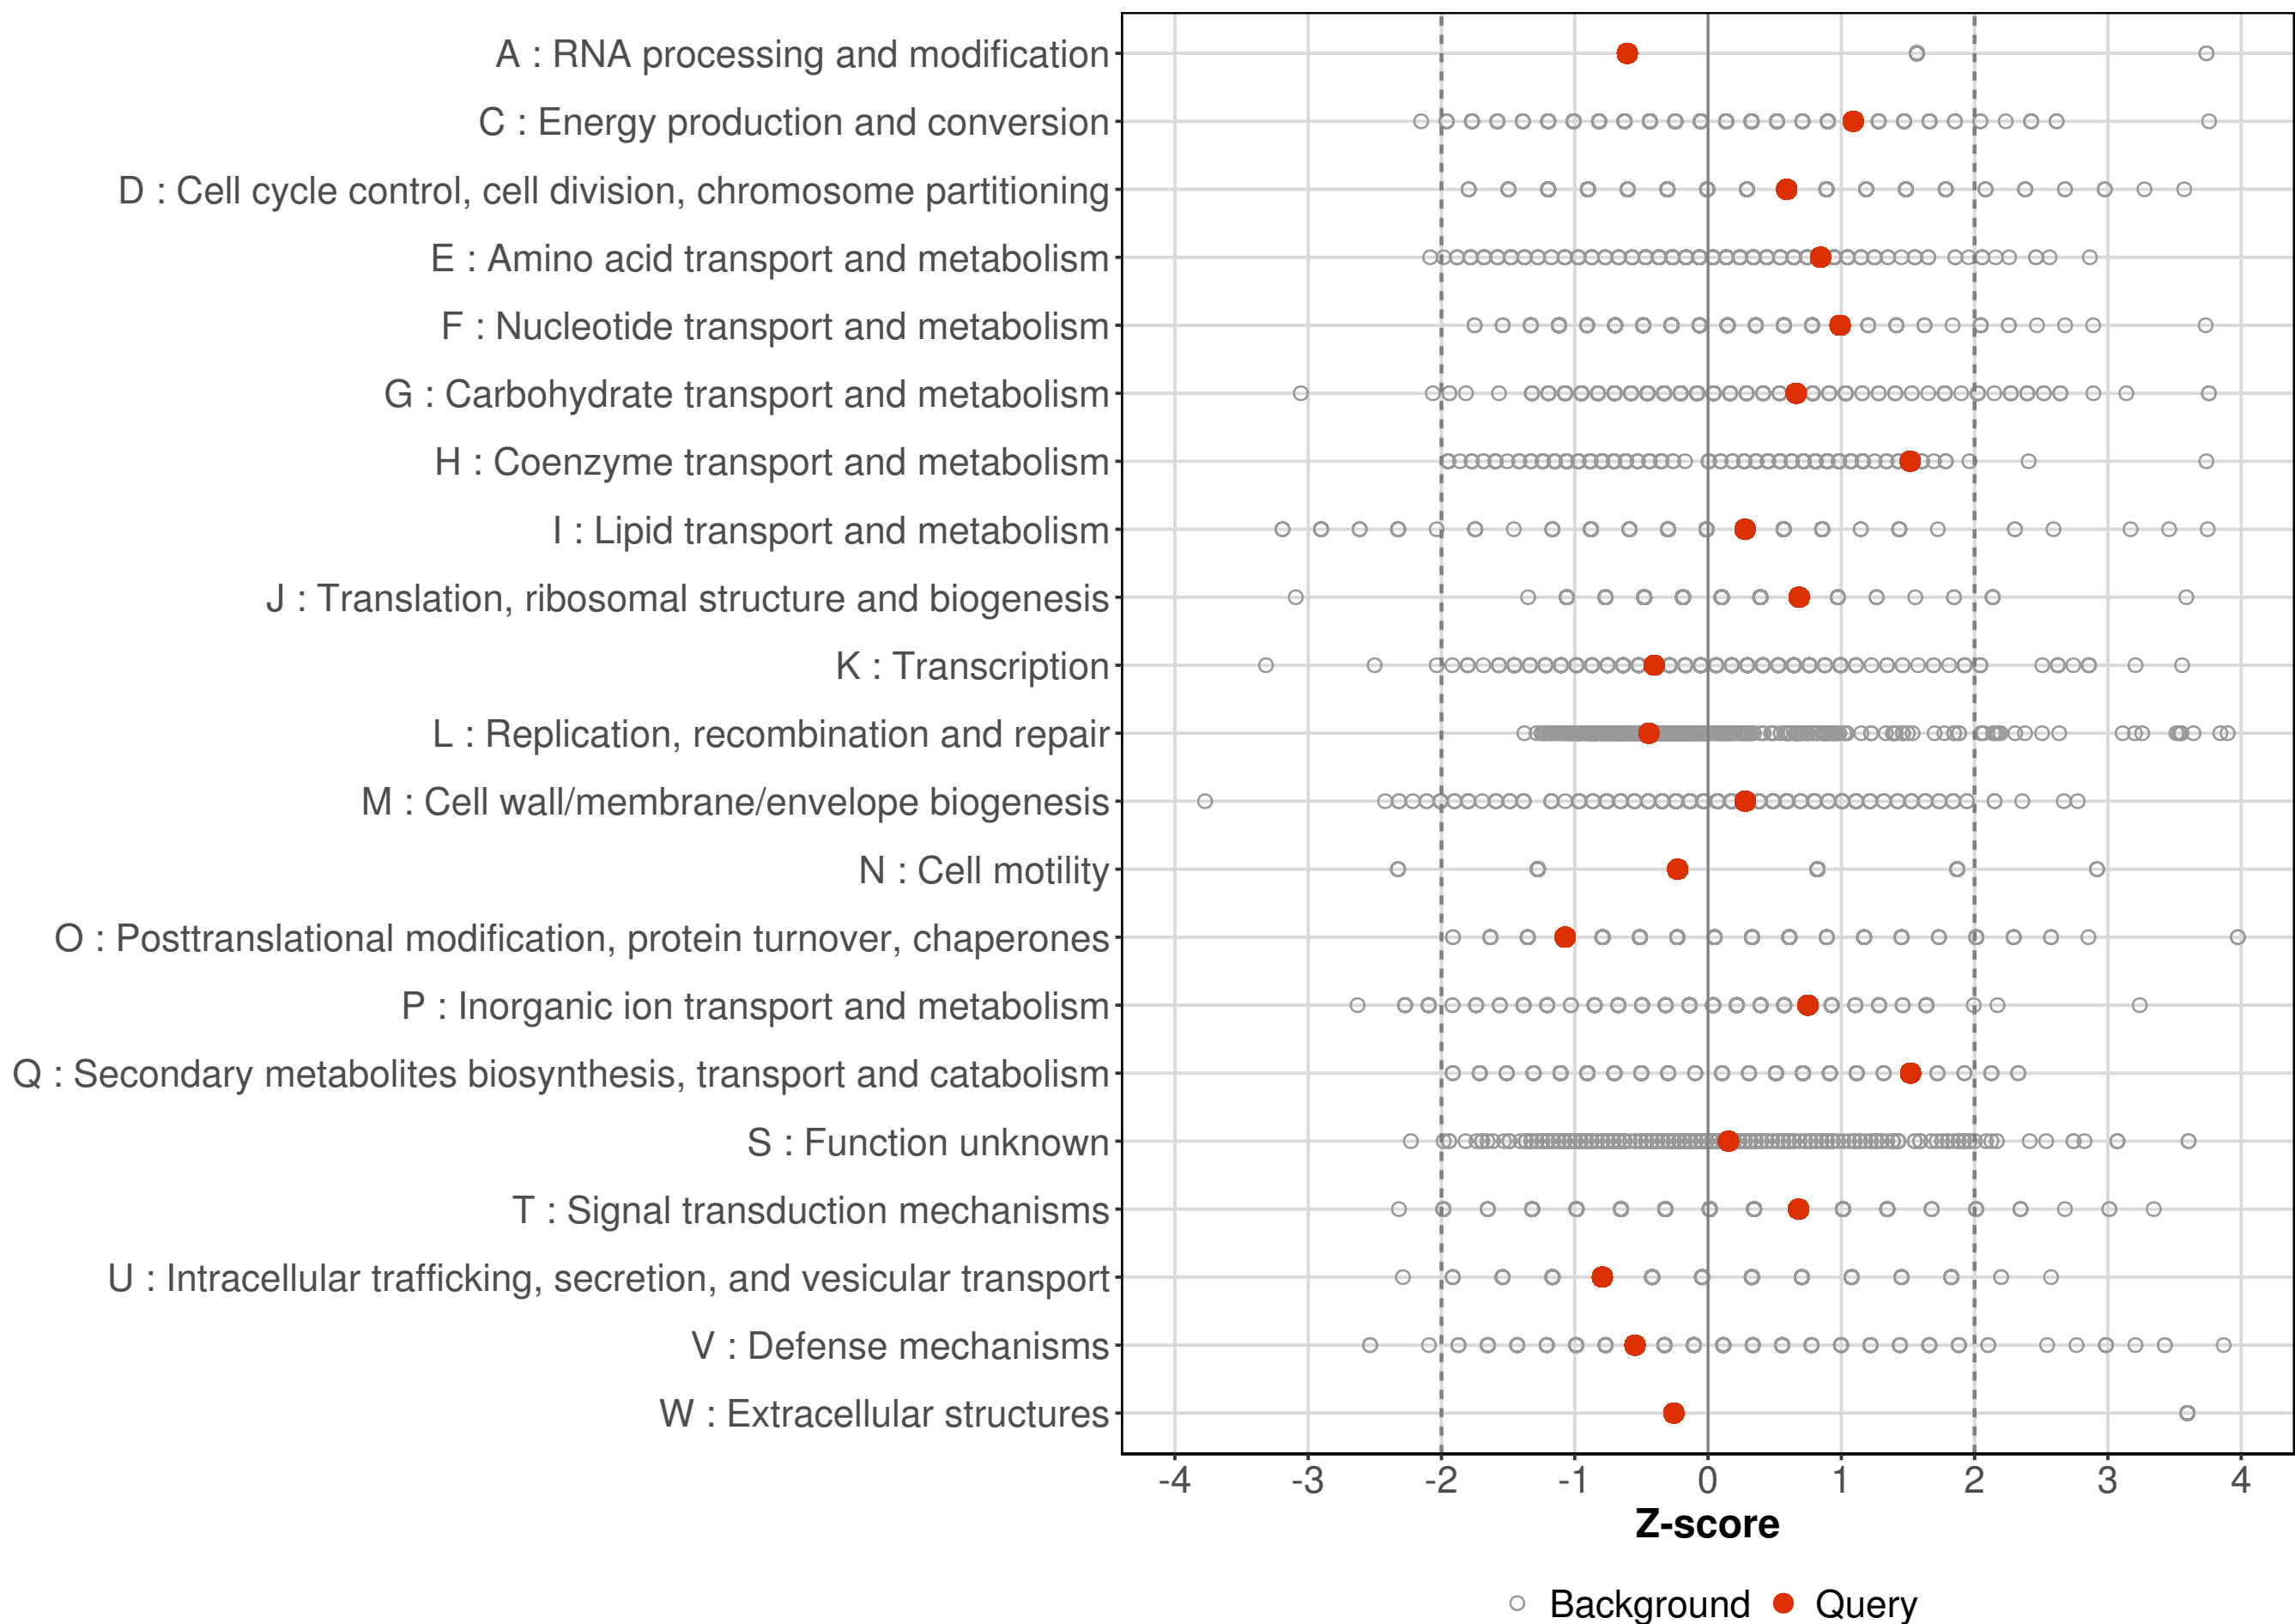 A : RNA processing and modification
C : Energy production and conversion
D : Cell cycle control, cell division, chromosome partitioning
E : Amino acid transport and metabolism
F : Nucleotide transport and metabolism
G : Carbohydrate transport and metabolism
H : Coenzyme transport and metabolism
I : Lipid transport and metabolism
J : Translation, ribosomal structure and biogenesis
K : Transcription
L : Replication, recombination and repair
M : Cell wall/membrane/envelope biogenesis
N : Cell motility
O : Posttranslational modification, protein turnover, chaperones
P : Inorganic ion transport and metabolism
Q : Secondary metabolites biosynthesis, transport and catabolism
S : Function unknown
T : Signal transduction mechanisms
U : Intracellular trafficking, secretion, and vesicular transport
V : Defense mechanisms
W : Extracellular structures
-4 -3 -2 -1 0 1 2 3 4
Z-score
Background Query